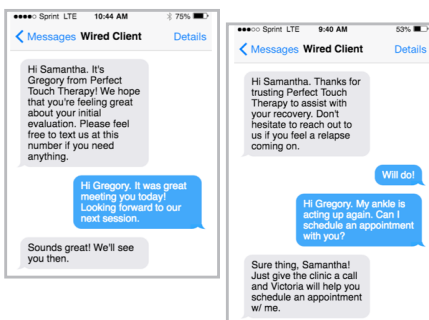 Sprint LTE 10:44 AM 75%
Messages Wired Client Details
Hi Samantha. It's
Gregory from Perfect
Touch Therapy! We hope
that you're feeling great
about your initial
evaluation. Please feel
free to text us at this
number if you need
anything.
Hi Gregory. It was great
meeting you today!
Looking forward to our
next session.
Sounds great! We'll see
you then.
Sprint LTE 9:40 AM 53%
Messages Wired Client Details
Hi Samantha. Thanks for
trusting Perfect Touch
Therapy to assist with
your recovery. Don't
hesitate to reach out to
us if you feel a relapse
coming on.
Will do!
Hi Gregory. My ankle is
acting up again. Can I
schedule an appointment
with you?
Sure thing, Samantha!
Just give the clinic a call
and Victoria will help you
schedule an appointment
w/ me.